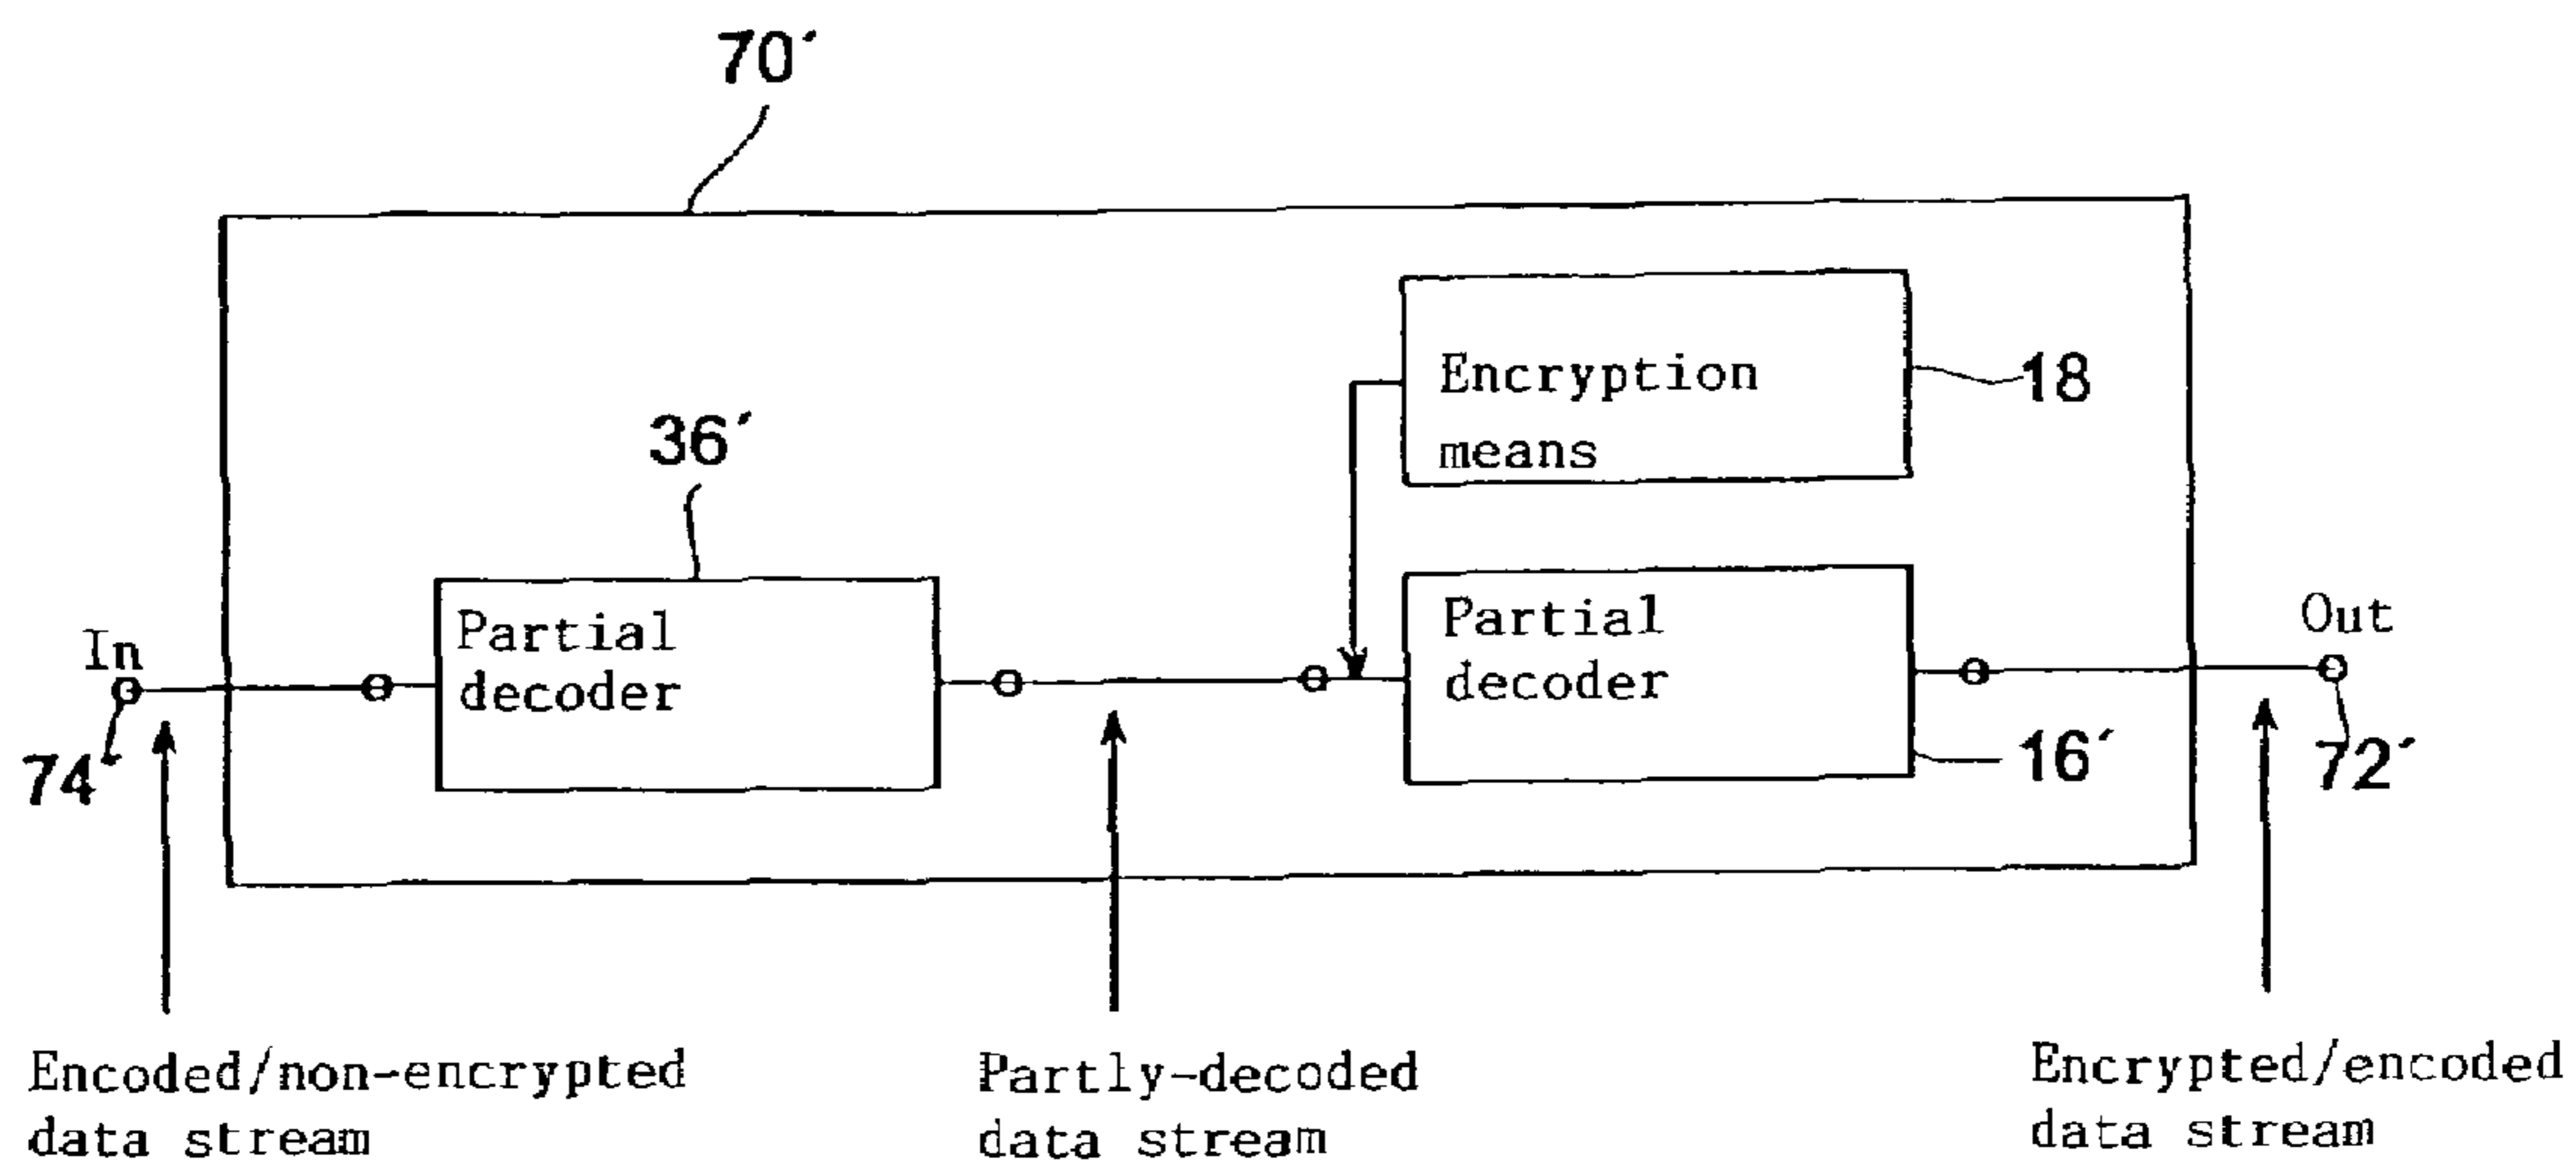 70´
Encryption
means
18
36´
Partial
decoder
Partial
decoder
In
Out
74´
16´
72´
Encoded/non-encrypted
data stream
Partly-decoded
data stream
Encrypted/encoded
data stream